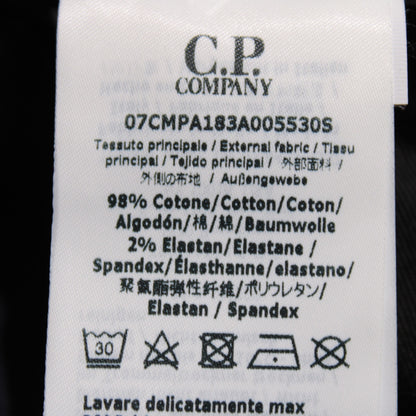 C.P.
COMPANY
07CMPA183A005530S
Tessuto principale / External fabric / Tissu
principal / Tejido principal / 外部面料 /
外側の布地 / Außengewebe
98% Cotone/Cotton/Coton/
Algodón/棉/綿/Baumwolle
2% Elastan/Elastane /
Spandex/Élasthanne/elastano/
聚氨酯弹性纤维/ポリウレタン/
Elastan / Spandex
30
Lavare delicatamente max